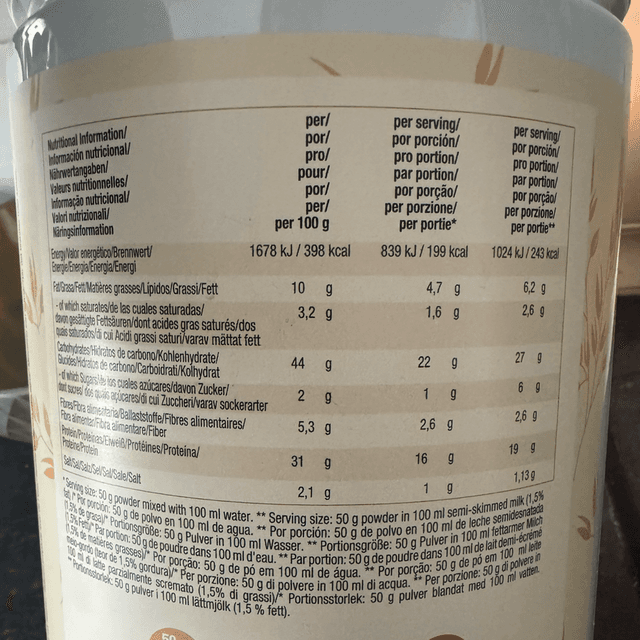 Nutritional Information/
Información nutricional/
Nährwertangaben/
Valeurs nutritionnelles/
Informação nutricional/
Valori nutrizionali/
Näringsinformation
per/
por/
pro/
pour/
por/
per/
per 100 g
per serving/
por porción/
pro portion/
par portion/
por porção/
per porzione/
per portie*
per serving/
por porción/
pro portion/
par portion/
por porção/
per porzione/
per portie**
Energy/Valor energético/Brennwert/
Energie/Energia/Energia/Energi
1678 kJ / 398 kcal 839 kJ / 199 kcal 1024 kJ / 243 kcal
Fat/Grasa/Fett/Matières grasses/Lípidos/Grassi/Fett
10 g 4,7 g 6,2 g
- of which saturates/de las cuales saturadas/
davon gesättigte Fettsäuren/dont acides gras saturés/dos
quais saturados/di cui Acidi grassi saturi/varav mättat fett
3,2 g 1,6 g 2,6 g
Carbohydrates/Hidratos de carbono/Kohlenhydrate/
Glucides/Hidratos de carbono/Carboidrati/Kolhydrat
44 g 22 g 27 g
- of which Sugars/de los cuales azúcares/davon Zucker/
dont sucres/ dos quais açúcares/di cui Zuccheri/varav sockerarter
2 g 1 g 6 g
Fibres/Fibra alimentaria/Ballaststoffe/Fibres alimentaires/
Fibra alimentar/Fibra alimentare/Fiber
5,3 g 2,6 g 2,6 g
Protein/Proteínas/Eiweiß/Protéines/Proteína/
Proteine/Protein
31 g 16 g 19 g
Salt/Sal/Salz/Sel/Sal/Sale/Salt
2,1 g 1 g 1,13 g
*Serving size: 50 g powder mixed with 100 ml water. ** Serving size: 50 g powder in 100 ml semi-skimmed milk (1,5%
fat)/* Por porción: 50 g de polvo en 100 ml de agua. ** Por porción: 50 g de polvo en 100 ml de leche semidesnatada
(1,5% de grasa)/* Portionsgröße: 50 g Pulver in 100 ml Wasser. ** Portionsgröße: 50 g Pulver in 100 ml fettarmer Milch
(1,5% Fett)/* Par portion: 50 g de poudre dans 100 ml d'eau. ** Par portion: 50 g de poudre dans 100 ml de lait demi-écrémé
(1,5% de matières grasses)/* Por porção: 50 g de pó em 100 ml de água. ** Por porção: 50 g de pó em 100 ml leite
meio gordo (teor de 1,5% gordura)/* Per porzione: 50 g di polvere in 100 ml di acqua. ** Per porzione: 50 g di polvere in
100 ml di latte parzialmente scremato (1,5% di grassi)/* Portionsstorlek: 50 g pulver blandat med 100 ml vatten.
**Portionsstorlek: 50 g pulver i 100 ml lättmjölk (1,5 % fett).
50